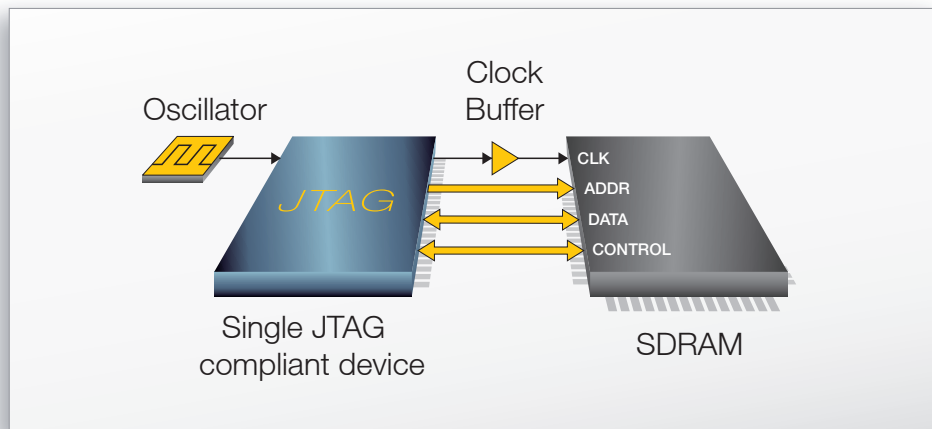 Clock
Buffer
Oscillator
JTAG
CLK
ADDR
DATA
CONTROL
Single JTAG
compliant device
SDRAM